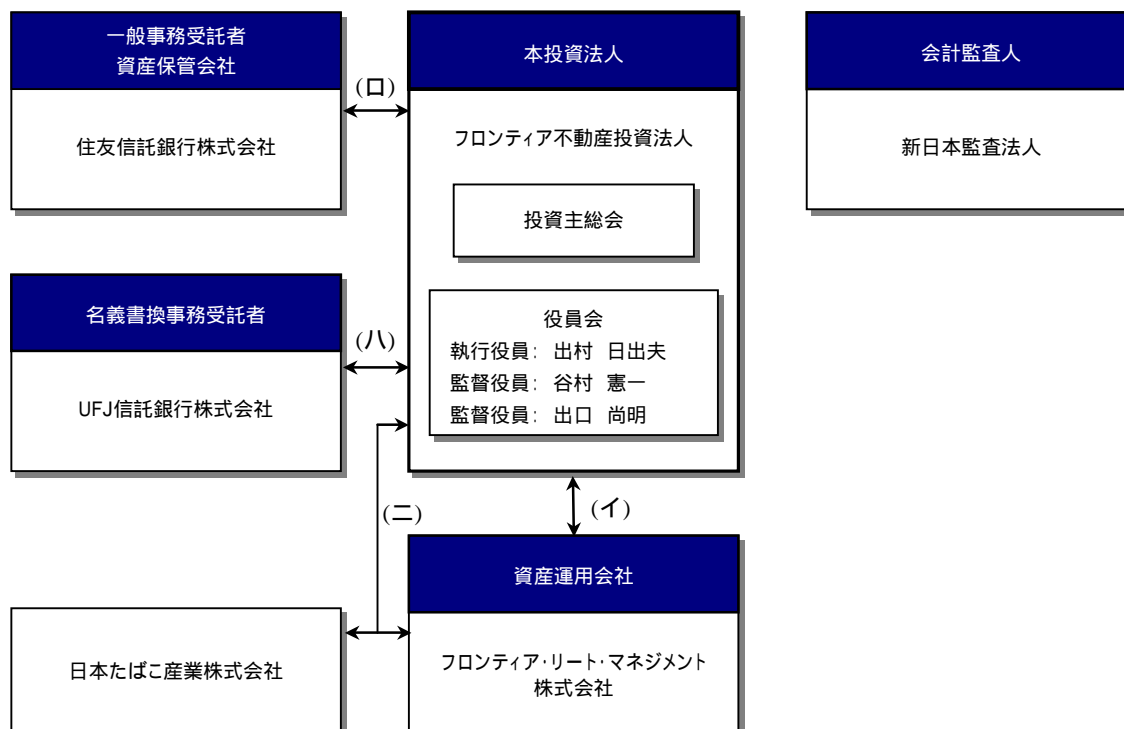 一般事務受託者
資産保管会社
住友信託銀行株式会社
(ロ)
本投資法人
フロンティア不動産投資法人
投資主総会
役員会
執行役員: 出村 日出夫
監督役員: 谷村 憲一
監督役員: 出口 尚明
会計監査人
新日本監査法人
名義書換事務受託者
UFJ信託銀行株式会社
(ハ)
(ニ)
(イ)
資産運用会社
フロンティア・リート・マネジメント
株式会社
日本たばこ産業株式会社